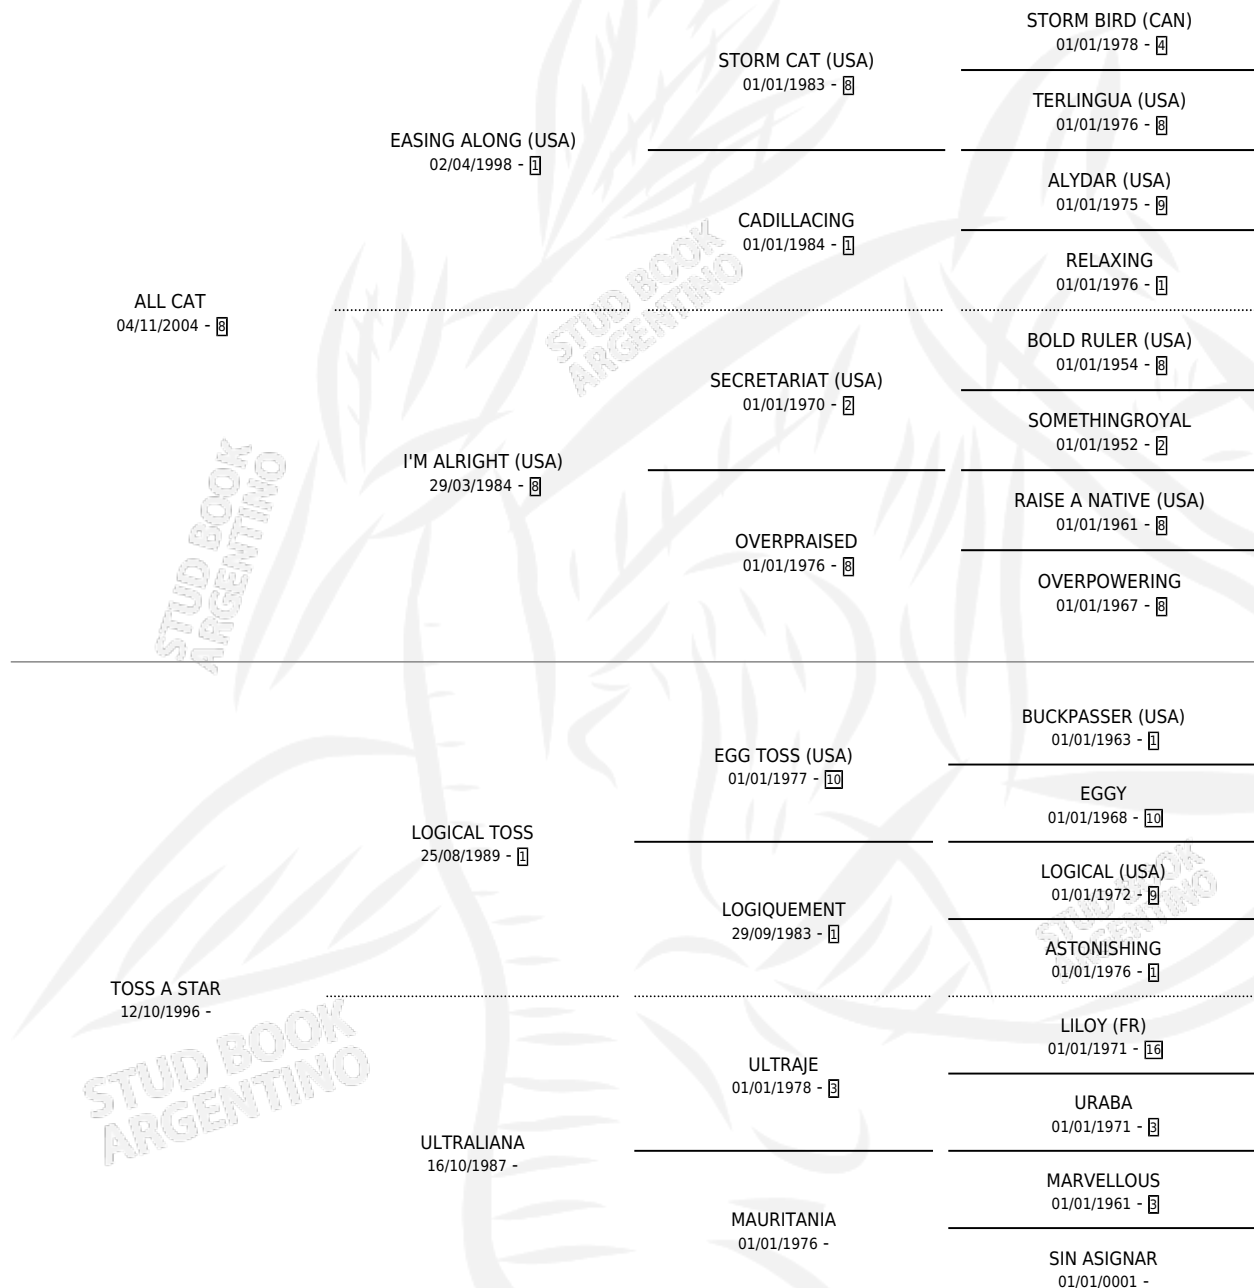 STORM BIRD (CAN)
01/01/1978 - 4
STORM CAT (USA)
01/01/1983 - 8
TERLINGUA (USA)
01/01/1976 - 8
EASING ALONG (USA)
02/04/1998 - 1
ALYDAR (USA)
01/01/1975 - 9
CADILLACING
01/01/1984 - 1
RELAXING
01/01/1976 - 1
ALL CAT
04/11/2004 - 8
BOLD RULER (USA)
01/01/1954 - 8
SECRETARIAT (USA)
01/01/1970 - 2
SOMETHINGROYAL
01/01/1952 - 2
I'M ALRIGHT (USA)
29/03/1984 - 8
RAISE A NATIVE (USA)
01/01/1961 - 8
OVERPRAISED
01/01/1976 - 8
OVERPOWERING
01/01/1967 - 8
STUD BOOK
ARGENTINO
STUD BOOK
ARGENTINO
BUCKPASSER (USA)
01/01/1963 - 1
EGG TOSS (USA)
01/01/1977 - 10
EGGY
01/01/1968 - 10
LOGICAL TOSS
25/08/1989 - 1
LOGICAL (USA)
01/01/1972 - 9
LOGIQUEMENT
29/09/1983 - 1
ASTONISHING
01/01/1976 - 1
STUD BOOK
ARGENTINO
TOSS A STAR
12/10/1996 -
LILOY (FR)
01/01/1971 - 16
ULTRAJE
01/01/1978 - 3
URABA
01/01/1971 - 3
STUD BOOK
ARGENTINO
ULTRALIANA
16/10/1987 -
MARVELLOUS
01/01/1961 - 3
MAURITANIA
01/01/1976 -
SIN ASIGNAR
01/01/0001 -